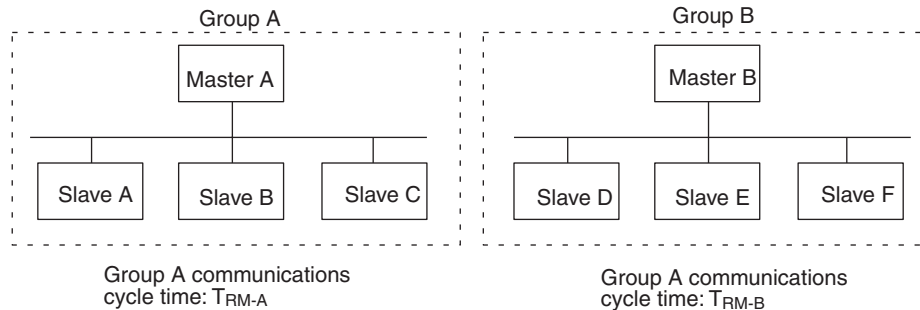 Group A
Group B
Master A
Master B
Slave A
Slave B
Slave C
Slave D
Slave E
Slave F
Group A communications
cycle time: TRM-A
Group A communications
cycle time: TRM-B